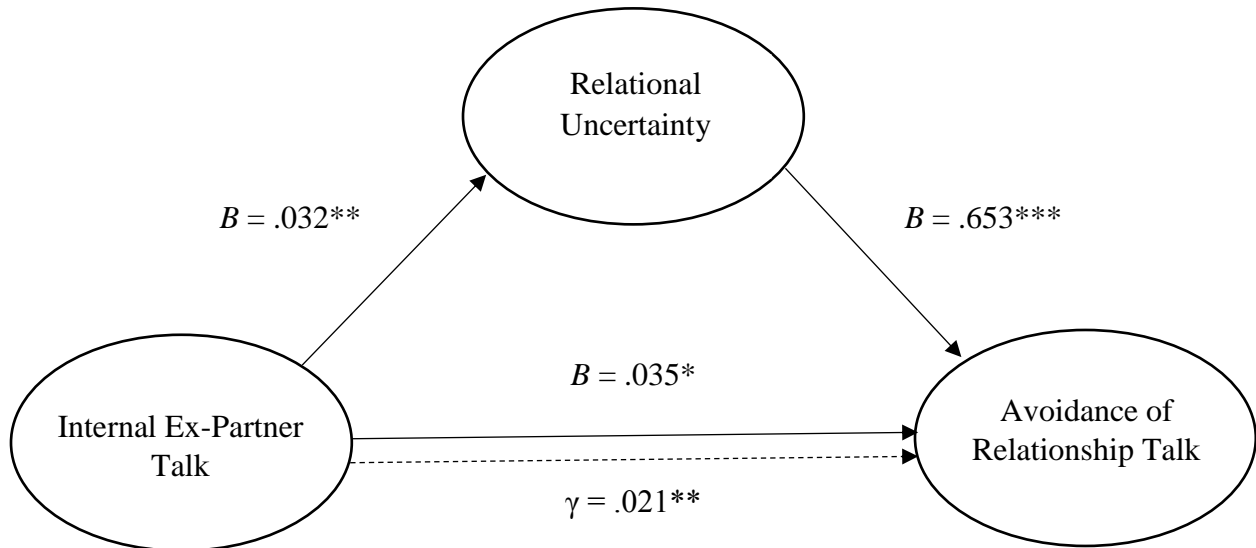 Relational
Uncertainty
B = .032**
B = .653***
B = .035*
Internal Ex-Partner
Talk
Avoidance of
Relationship Talk
γ = .021**